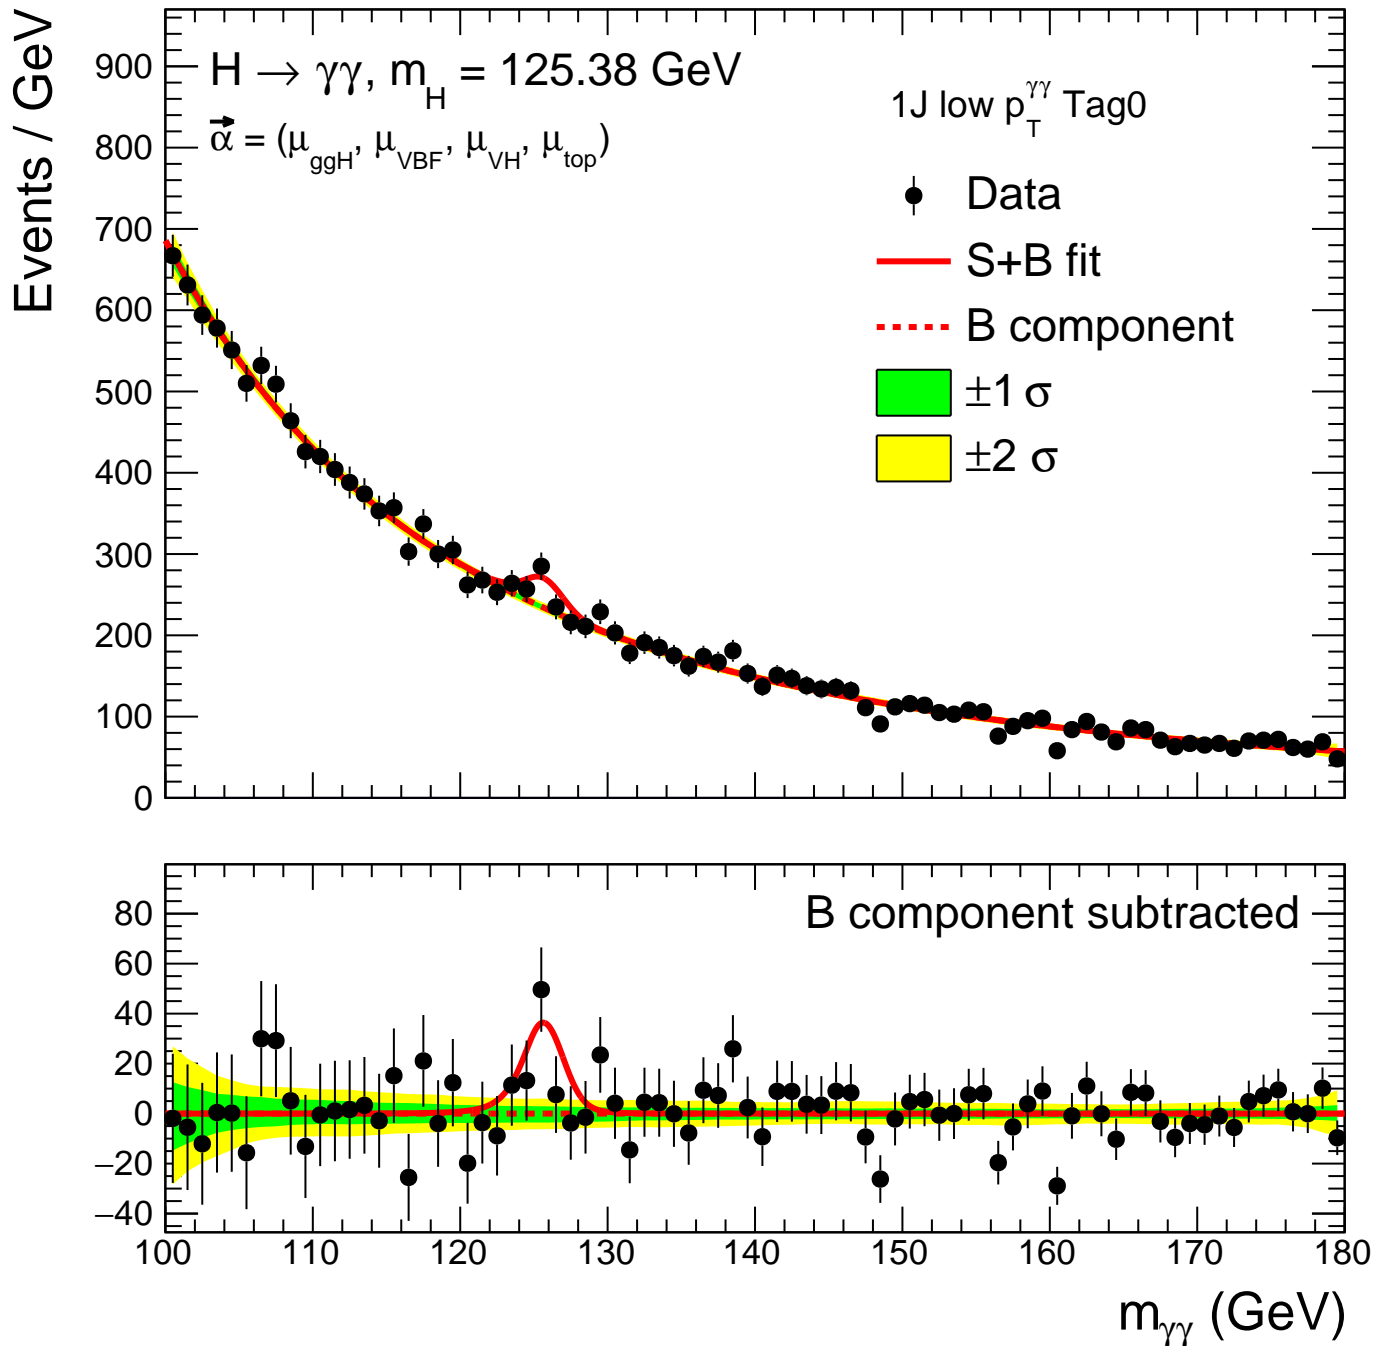 Events / GeV
H → γγ, m_H = 125.38 GeV
α⃗ = (μ_ggH, μ_VBF, μ_VH, μ_top)
1J low p_T^γγ Tag0
Data
S+B fit
B component
±1 σ
±2 σ
900
800
700
600
500
400
300
200
100
0
B component subtracted
80
60
40
20
0
−20
−40
100 110 120 130 140 150 160 170 180
m_γγ (GeV)